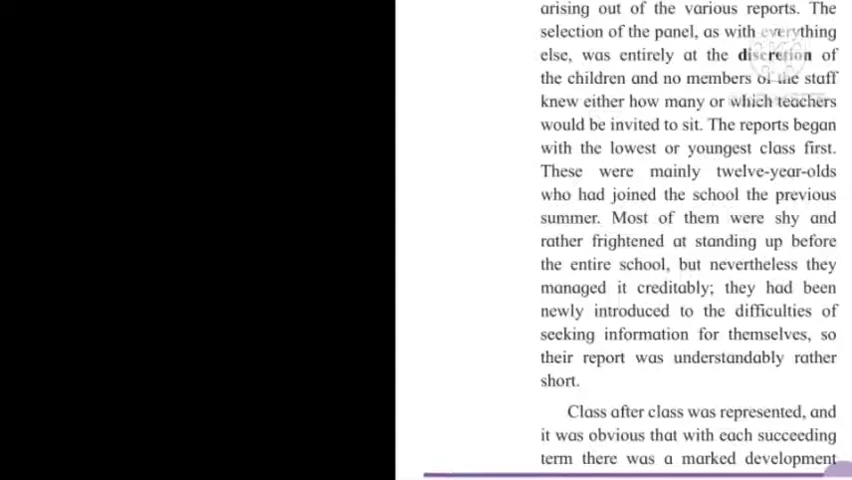 arising out of the various reports. The
selection of the panel, as with everything
else, was entirely at the discretion of
the children and no members of the staff
knew either how many or which teachers
would be invited to sit. The reports began
with the lowest or youngest class first.
These were mainly twelve-year-olds
who had joined the school the previous
summer. Most of them were shy and
rather frightened at standing up before
the entire school, but nevertheless they
managed it creditably; they had been
newly introduced to the difficulties of
seeking information for themselves, so
their report was understandably rather
short.
Class after class was represented, and
it was obvious that with each succeeding
term there was a marked development